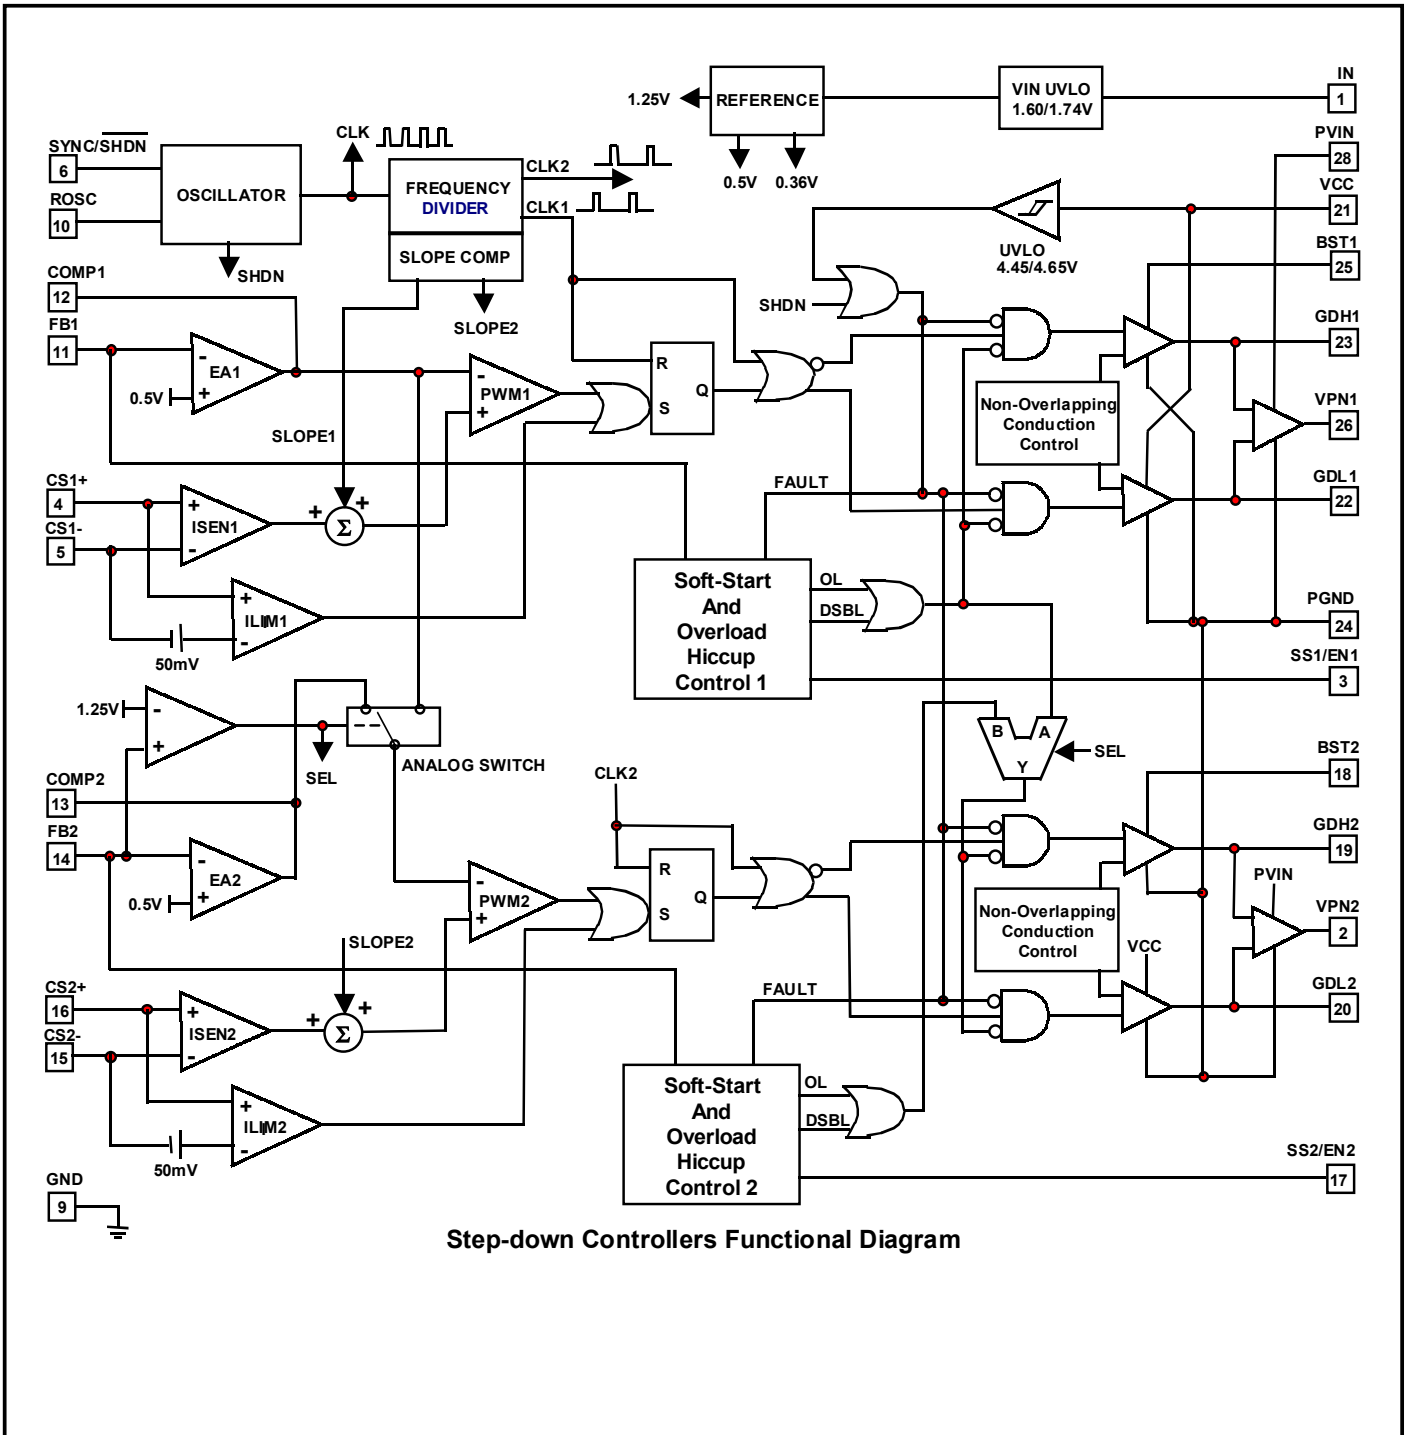 IN
1
VIN UVLO
1.60/1.74V
REFERENCE
1.25V
0.5V
0.36V
PVIN
28
VCC
21
BST1
25
GDH1
23
VPN1
26
GDL1
22
PGND
24
SS1/EN1
3
BST2
18
GDH2
19
VPN2
2
GDL2
20
SS2/EN2
17
SYNC/SHDN
6
ROSC
10
OSCILLATOR
SHDN
CLK
FREQUENCY
DIVIDER
CLK2
CLK1
SLOPE COMP
SLOPE2
COMP1
12
FB1
11
-
EA1
+
0.5V
SLOPE1
-
PWM1
+
R
S
Q
UVLO
4.45/4.65V
SHDN
Non-Overlapping
Conduction
Control
CS1+
4
CS1-
5
+
ISEN1
-
+
+
Σ
+
ILIM1
-
50mV
FAULT
Soft-Start
And
Overload
Hiccup
Control 1
OL
DSBL
1.25V
-
+
SEL
ANALOG SWITCH
COMP2
13
FB2
14
-
EA2
+
0.5V
CLK2
B
A
Y
SEL
-
PWM2
+
R
S
Q
Non-Overlapping
Conduction
Control
VCC
PVIN
SLOPE2
CS2+
16
CS2-
15
+
ISEN2
-
+
+
Σ
+
ILIM2
-
50mV
FAULT
Soft-Start
And
Overload
Hiccup
Control 2
OL
DSBL
GND
9
Step-down Controllers Functional Diagram